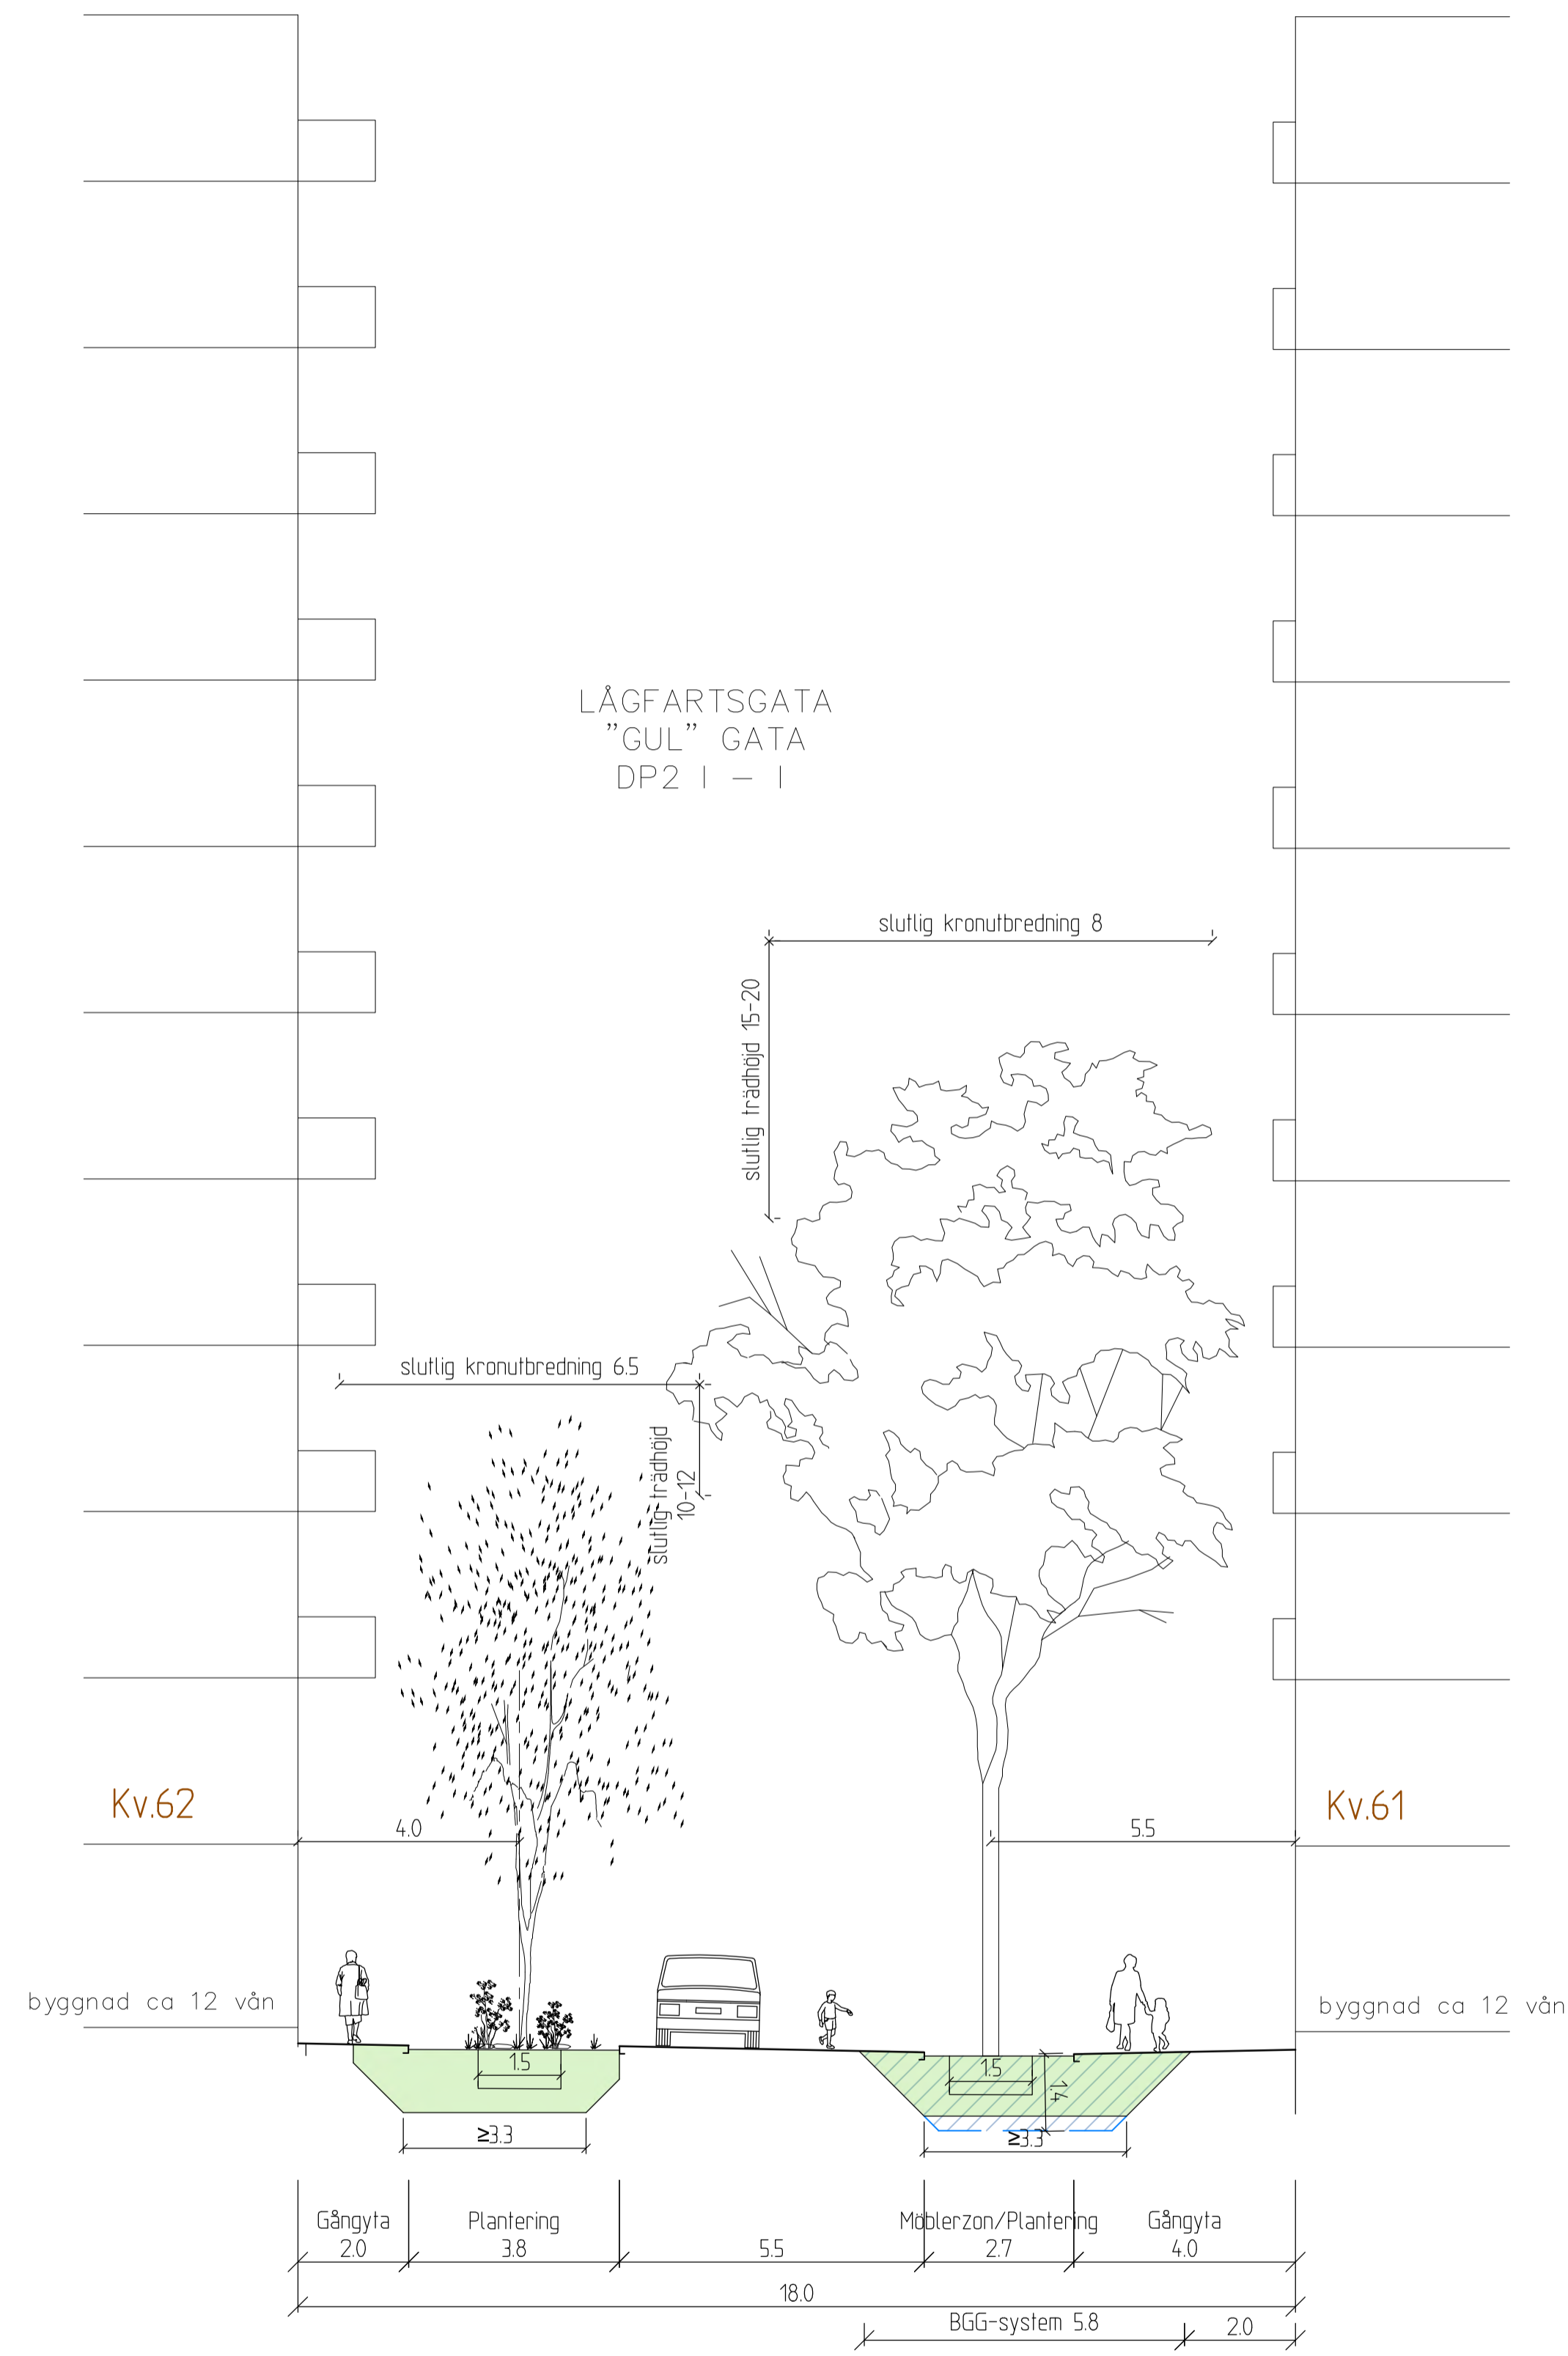 LÅGFARTSGATA
"GUL" GATA
DP2 I - I
slutlig kronutbredning 8
slutlig trädhöjd 15-20
slutlig kronutbredning 6.5
slutlig trädhöjd
10-12
Kv.62
Kv.61
4.0
5.5
byggnad ca 12 vån
byggnad ca 12 vån
1.5
1.5
1,4
≥3.3
≥3.3
Gångyta
2.0
Plantering
3.8
5.5
Möblerzon/Plantering
2.7
Gångyta
4.0
18.0
BGG-system 5.8
2.0